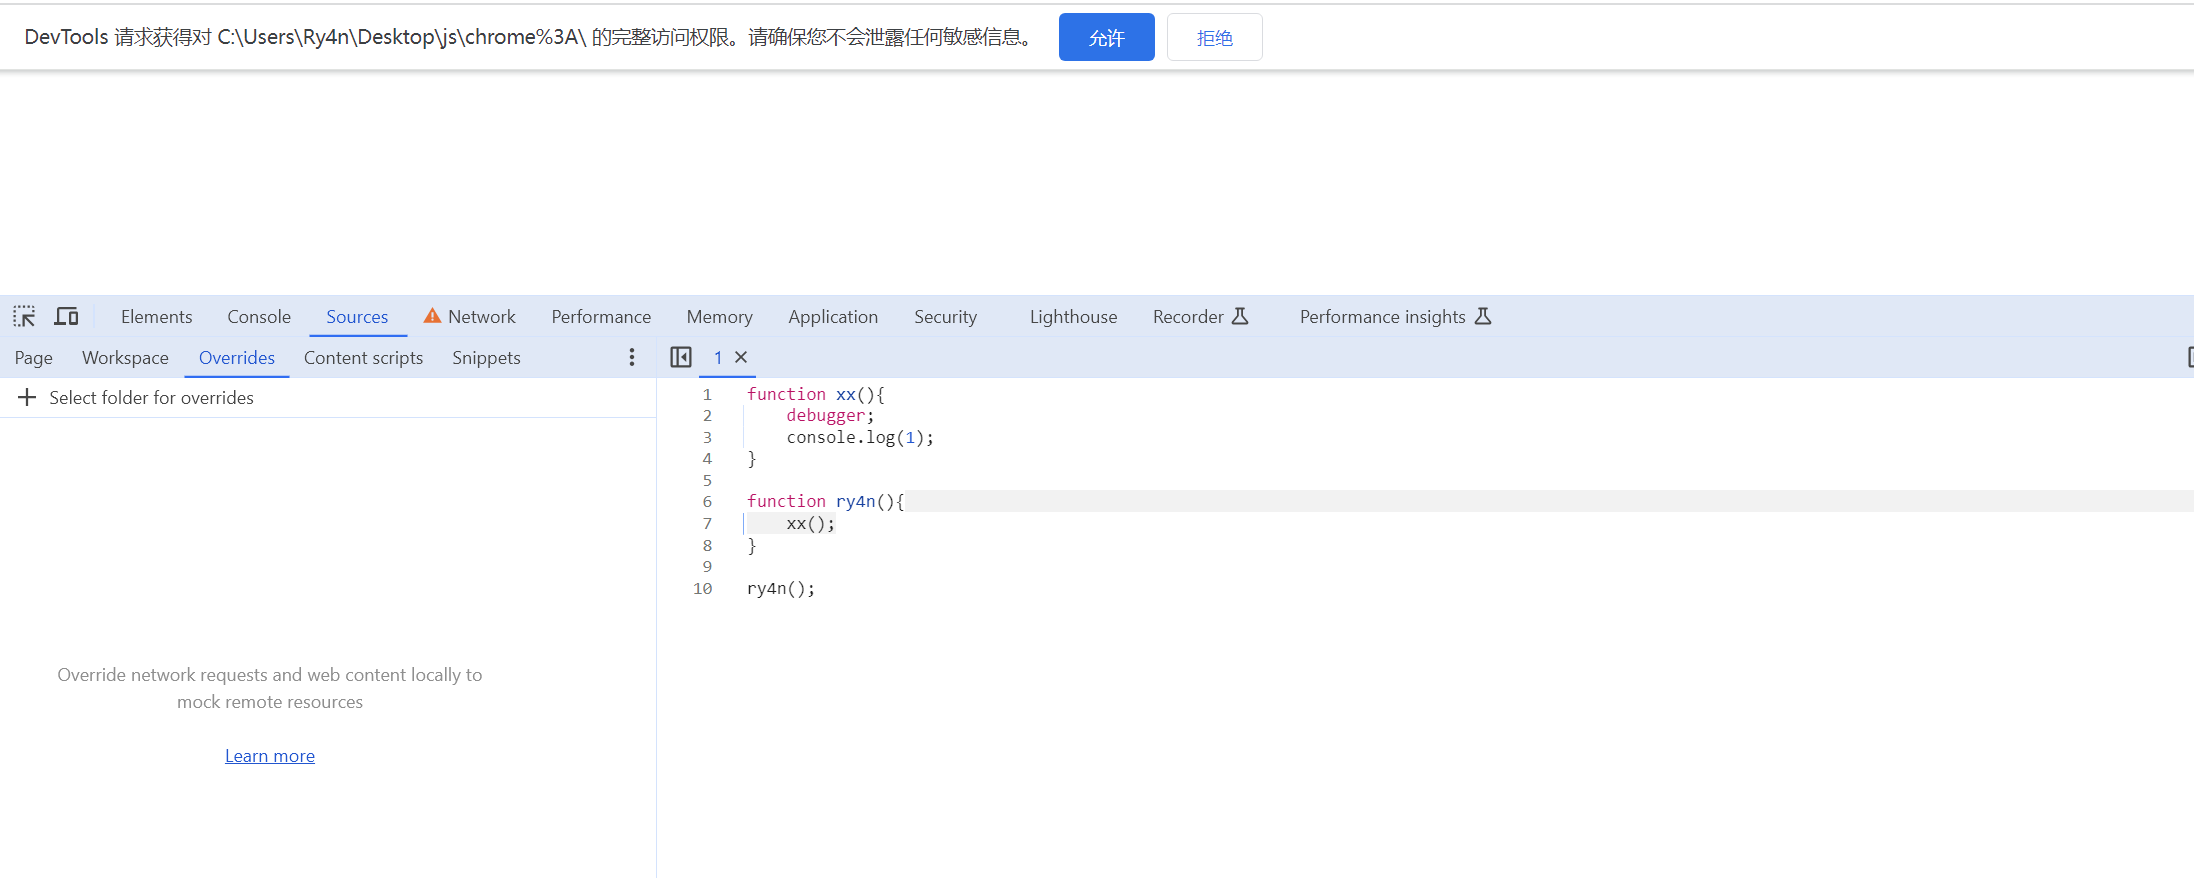 DevTools 请求获得对 C:\Users\Ry4n\Desktop\js\chrome%3A\ 的完整访问权限。请确保您不会泄露任何敏感信息。 允许 拒绝
Elements Console Sources Network Performance Memory Application Security Lighthouse Recorder Performance insights
Page Workspace Overrides Content scripts Snippets
1
Select folder for overrides
Override network requests and web content locally to
mock remote resources
Learn more
1 function xx(){
2     debugger;
3     console.log(1);
4 }
5
6 function ry4n(){
7     xx();
8 }
9
10 ry4n();